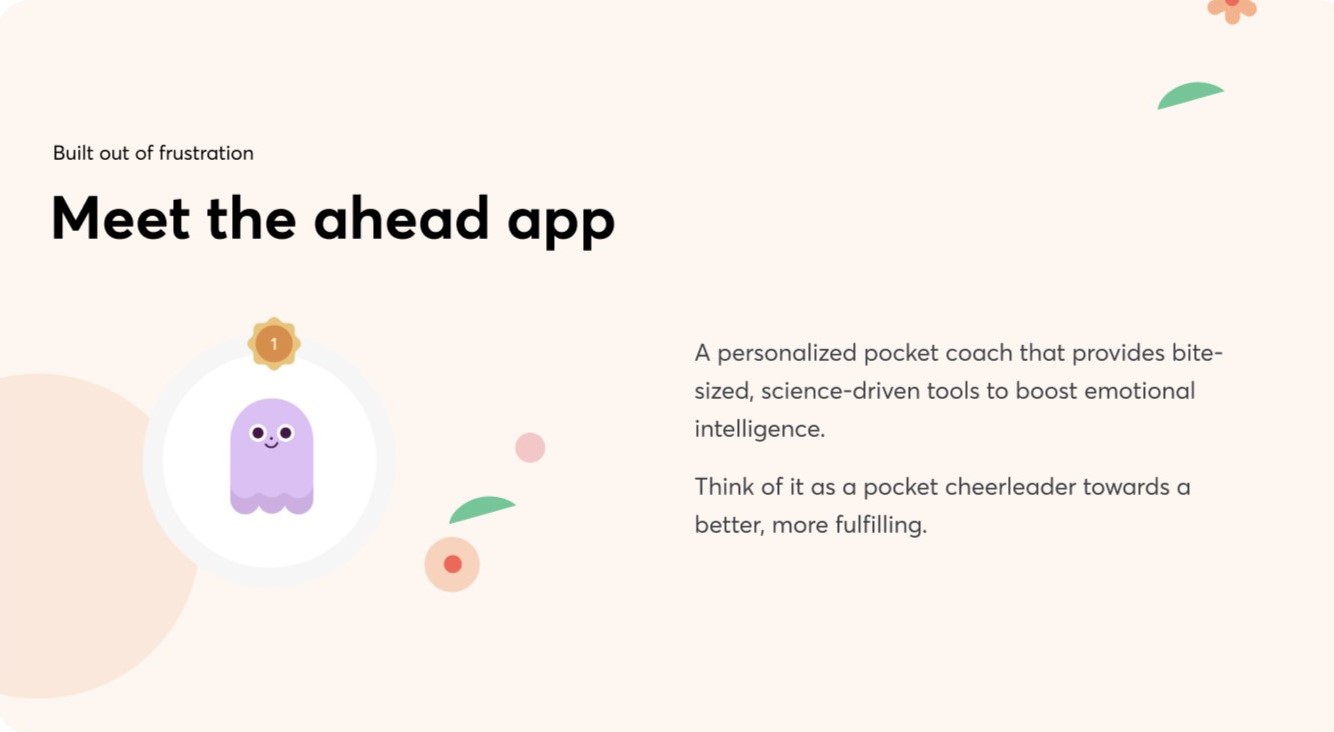 Built out of frustration
Meet the ahead app
1
A personalized pocket coach that provides bite-
sized, science-driven tools to boost emotional
intelligence.
Think of it as a pocket cheerleader towards a
better, more fulfilling.